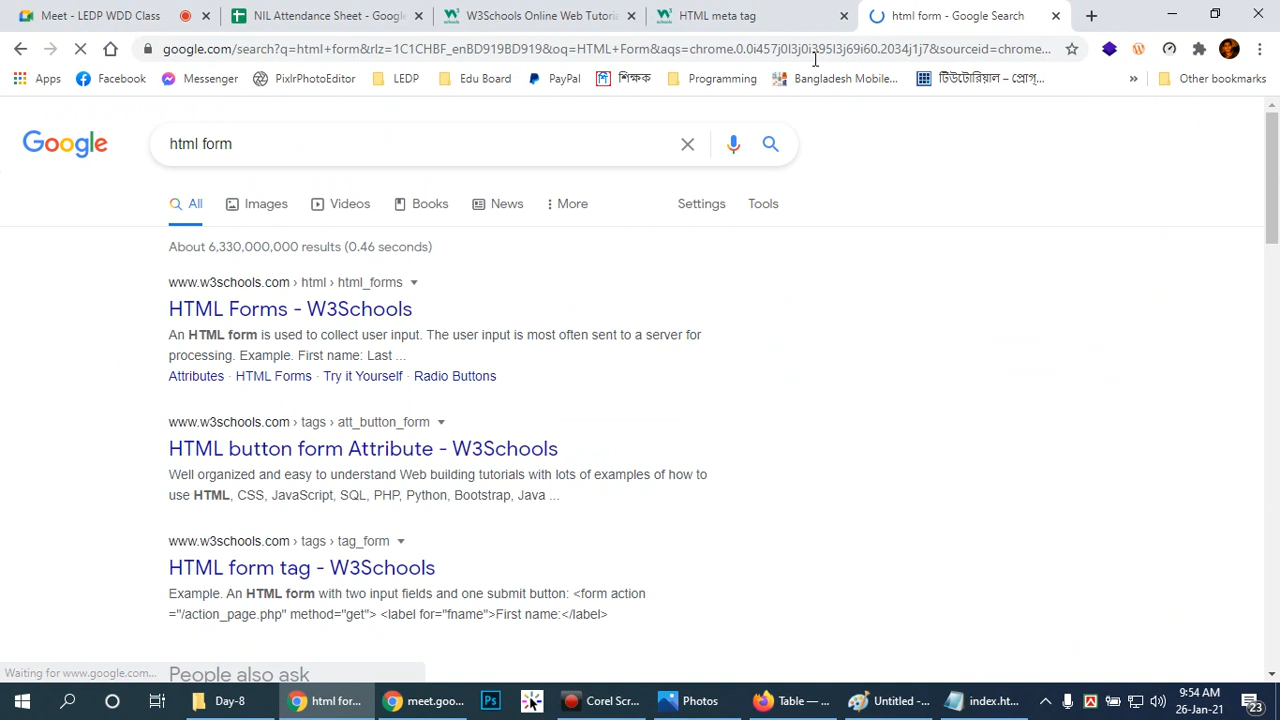 Meet - LEDP WDD Class
NIL Attendance Sheet - Google
W3Schools Online Web Tutoria
HTML meta tag
html form - Google Search
google.com/search?q=html+form&rlz=1C1CHBF_enBD919BD919&oq=HTML+Form&aqs=chrome.0.0i457j0l3j0i395l3j69i60.2034j1j7&sourceid=chrome...
Apps
Facebook
Messenger
PixlrPhotoEditor
LEDP
Edu Board
PayPal
শিক্ষক
Programming
Bangladesh Mobile...
টিউটোরিয়াল – প্রোগ্...
Other bookmarks
Google
html form
All
Images
Videos
Books
News
More
Settings
Tools
About 6,330,000,000 results (0.46 seconds)
www.w3schools.com › html › html_forms
HTML Forms - W3Schools
An HTML form is used to collect user input. The user input is most often sent to a server for
processing. Example. First name: Last ...
Attributes · HTML Forms · Try it Yourself · Radio Buttons
www.w3schools.com › tags › att_button_form
HTML button form Attribute - W3Schools
Well organized and easy to understand Web building tutorials with lots of examples of how to
use HTML, CSS, JavaScript, SQL, PHP, Python, Bootstrap, Java ...
www.w3schools.com › tags › tag_form
HTML form tag - W3Schools
Example. An HTML form with two input fields and one submit button: <form action
="/action_page.php" method="get"> <label for="fname">First name:</label>
People also ask
Waiting for www.google.com...
Day-8
html for...
meet.goo...
Ps
Corel Scr...
Photos
Table — ...
Untitled -...
index.ht...
9:54 AM
26-Jan-21
23